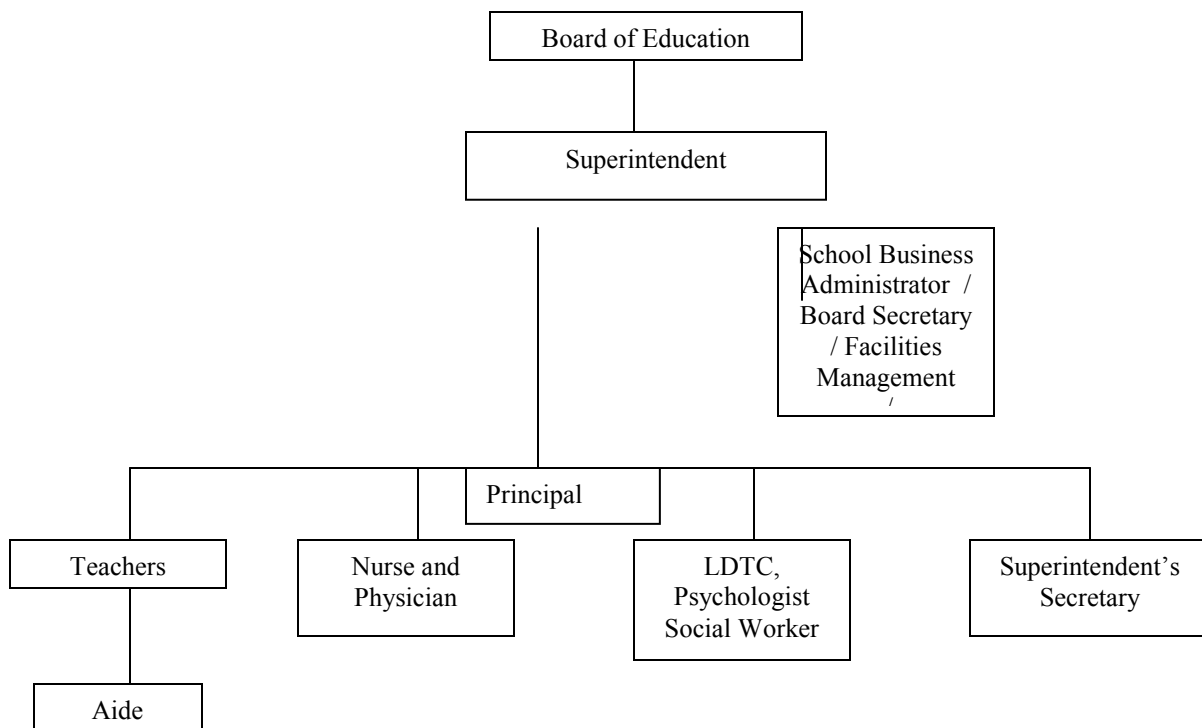 Board of Education
Superintendent
School Business
Administrator /
Board Secretary
/ Facilities
Management
/
Principal
Teachers
Nurse and
Physician
LDTC,
Psychologist
Social Worker
Superintendent’s
Secretary
Aide